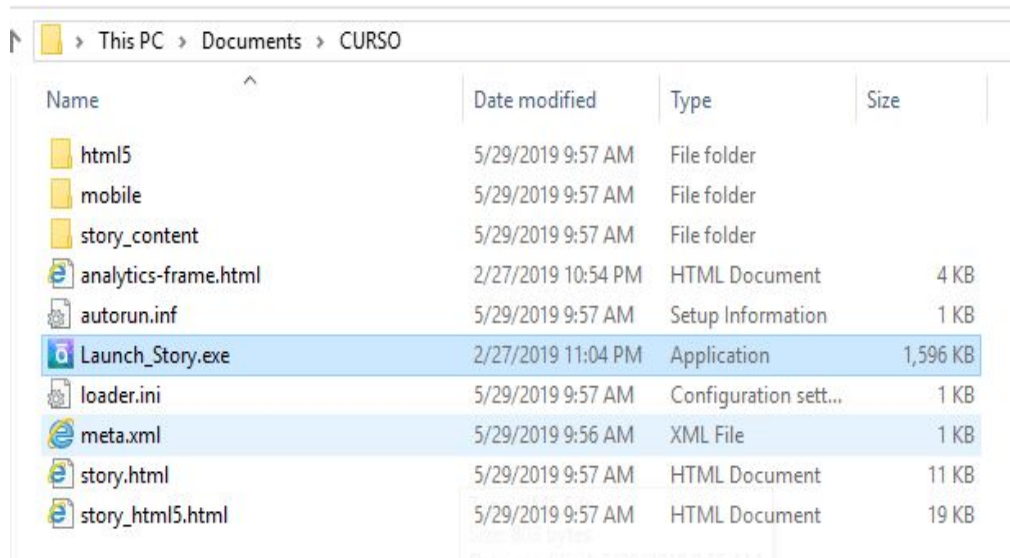 This PC > Documents > CURSO
Name Date modified Type Size
html5 5/29/2019 9:57 AM File folder
mobile 5/29/2019 9:57 AM File folder
story_content 5/29/2019 9:57 AM File folder
analytics-frame.html 2/27/2019 10:54 PM HTML Document 4 KB
autorun.inf 5/29/2019 9:57 AM Setup Information 1 KB
Launch_Story.exe 2/27/2019 11:04 PM Application 1,596 KB
loader.ini 5/29/2019 9:57 AM Configuration sett... 1 KB
meta.xml 5/29/2019 9:56 AM XML File 1 KB
story.html 5/29/2019 9:57 AM HTML Document 11 KB
story_html5.html 5/29/2019 9:57 AM HTML Document 19 KB